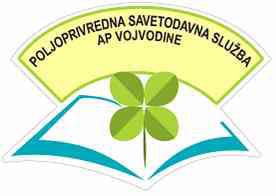 POLJOPRIVREDNA SAVETODAVNA SLUŽBA
AP VOJVODINE